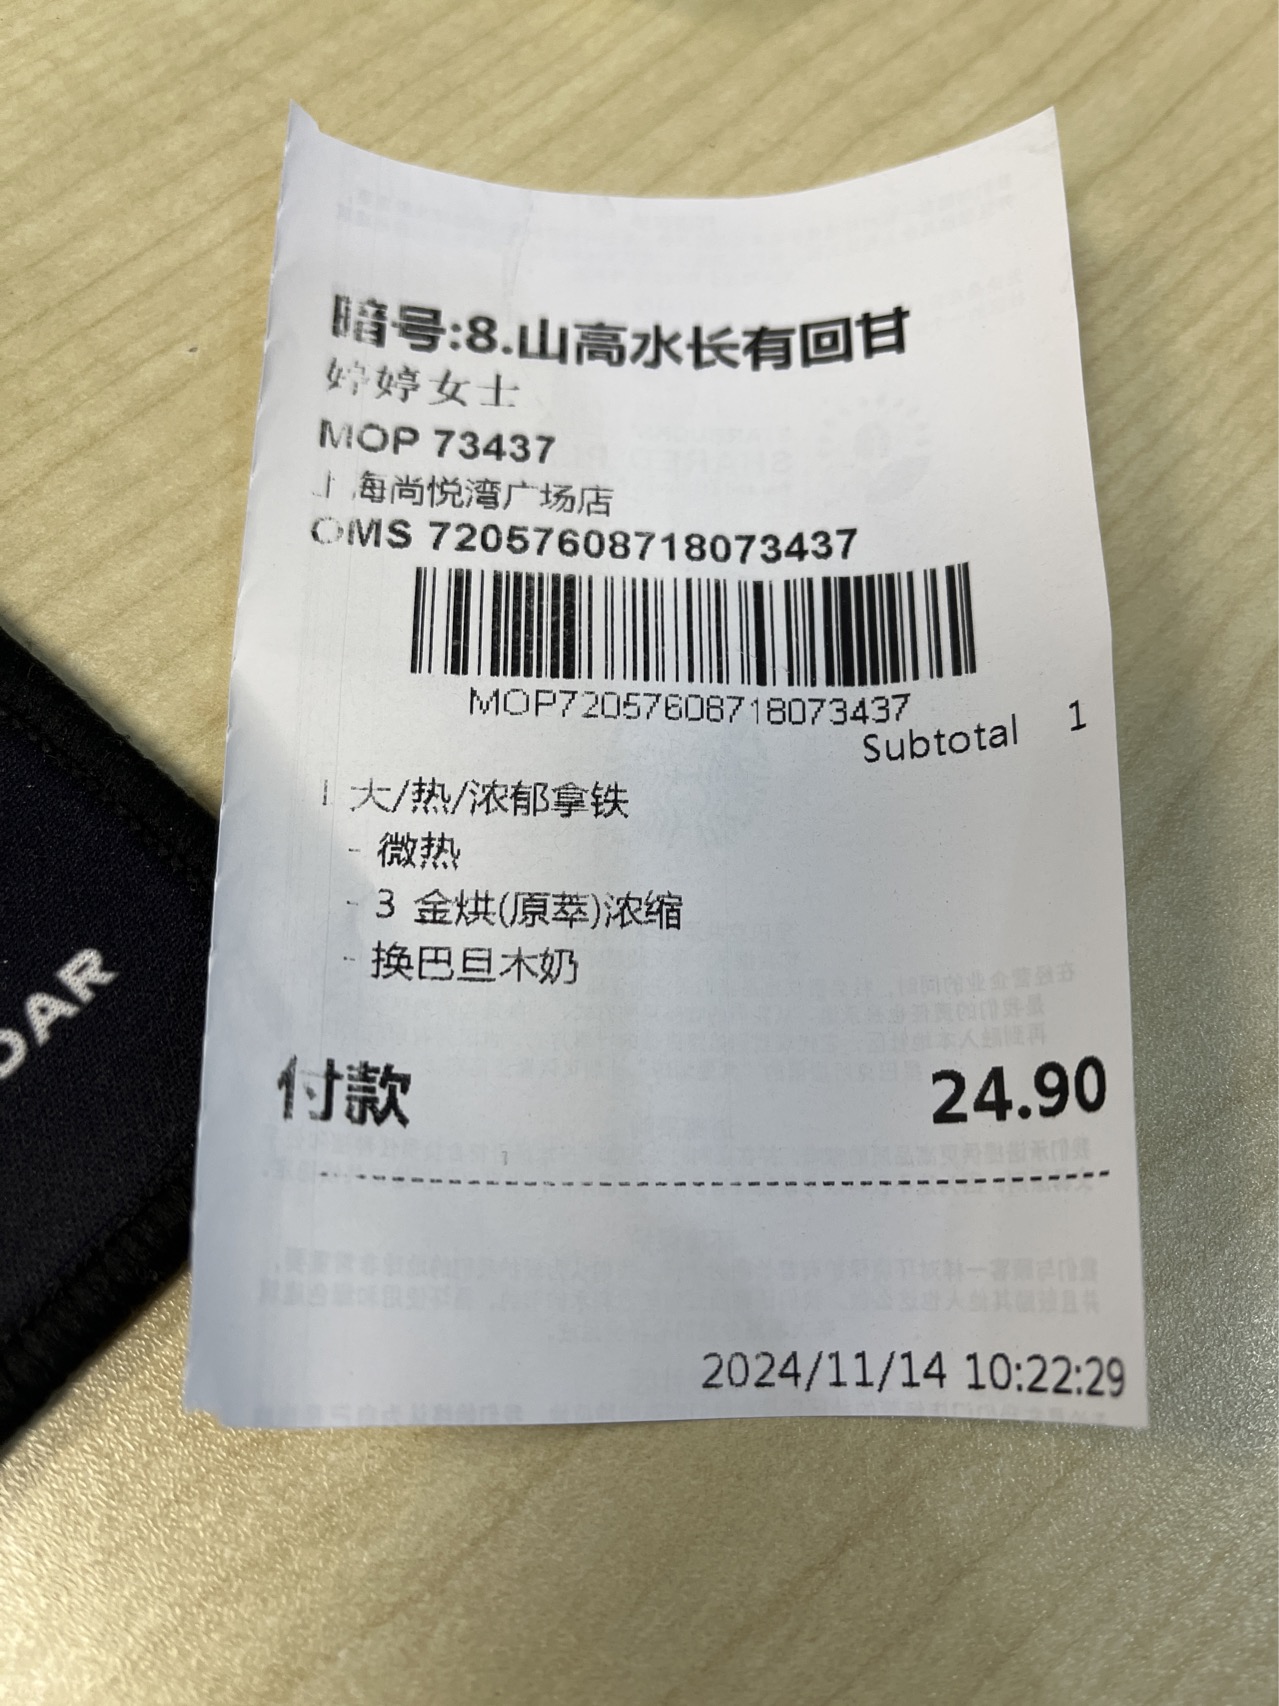 暗号:8.山高水长有回甘
婷婷女士
MOP 73437
上海尚悦湾广场店
OMS 72057608718073437
MOP72057608718073437
Subtotal 1
1 大/热/浓郁拿铁
- 微热
- 3 金烘(原萃)浓缩
- 换巴旦木奶
付款 24.90
2024/11/14 10:22:29
DAR